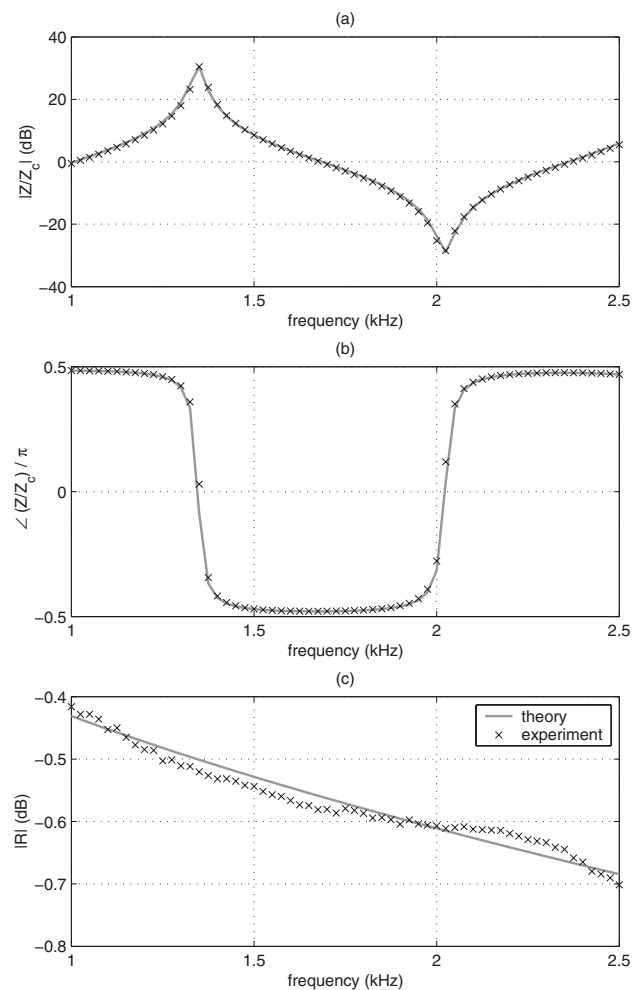 (a)
40
20
0
−20
−40
|Z/Z_c| (dB)
1
1.5
2
2.5
frequency (kHz)
(b)
0.5
0
−0.5
∠ (Z/Z_c) / π
1
1.5
2
2.5
frequency (kHz)
(c)
−0.4
−0.5
−0.6
−0.7
−0.8
|R| (dB)
theory
experiment
1
1.5
2
2.5
frequency (kHz)